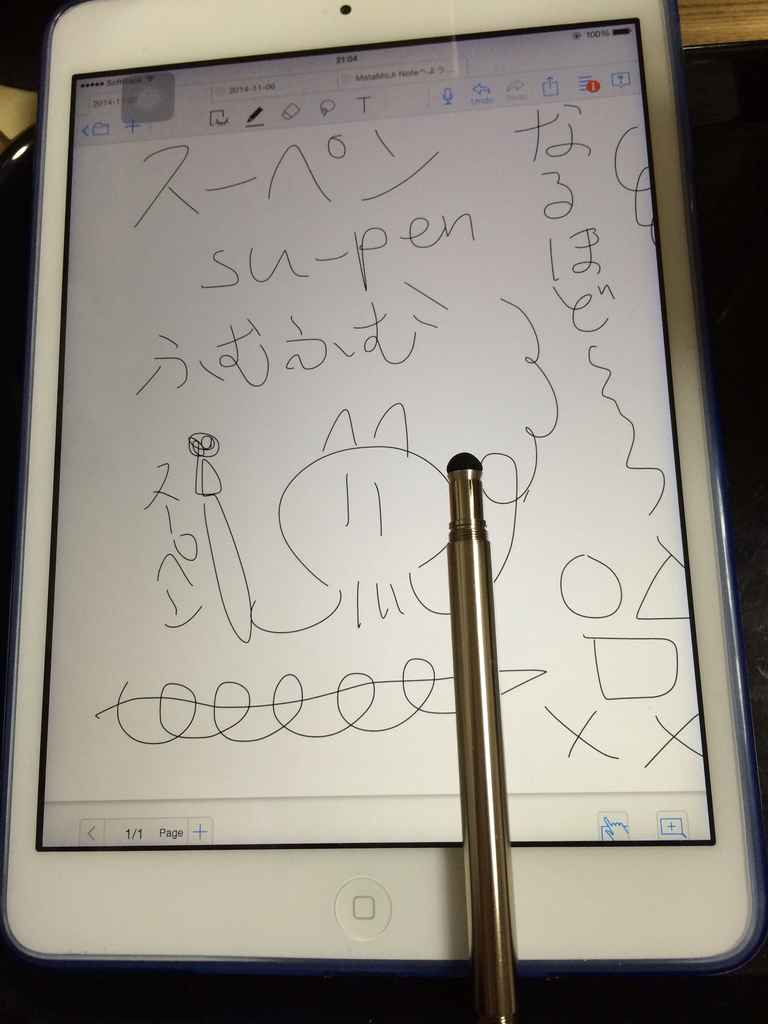 SoftBank 21:04 100%
2014-11-07 2014-11-06 MetaMoJi Noteへよう...
T Undo Redo
スーペン
su-pen
ふむふむ
なるほど〜
スーペン
1/1 Page